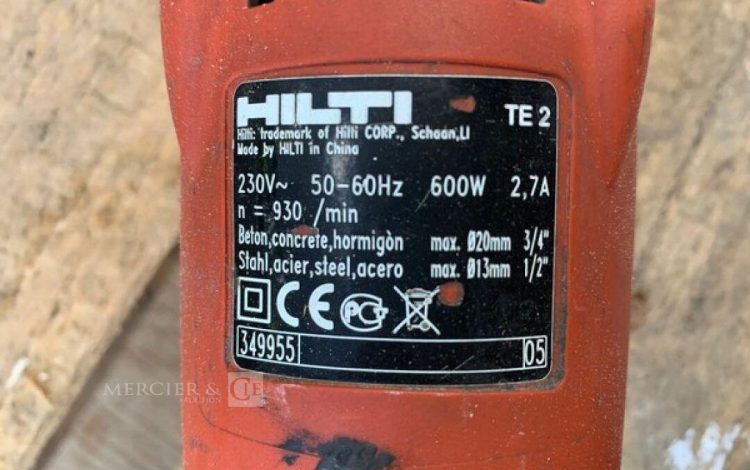 HILTI TE 2
Hilti: trademark of Hilti CORP., Schaan,LI
Made by HILTI in China
230V~ 50-60Hz 600W 2,7A
n = 930 /min
Beton,concrete,hormigòn max. Ø20mm 3/4"
Stahl,acier,steel,acero max. Ø13mm 1/2"
CE PC
349955 05
MERCIER & CIE
AUCTION